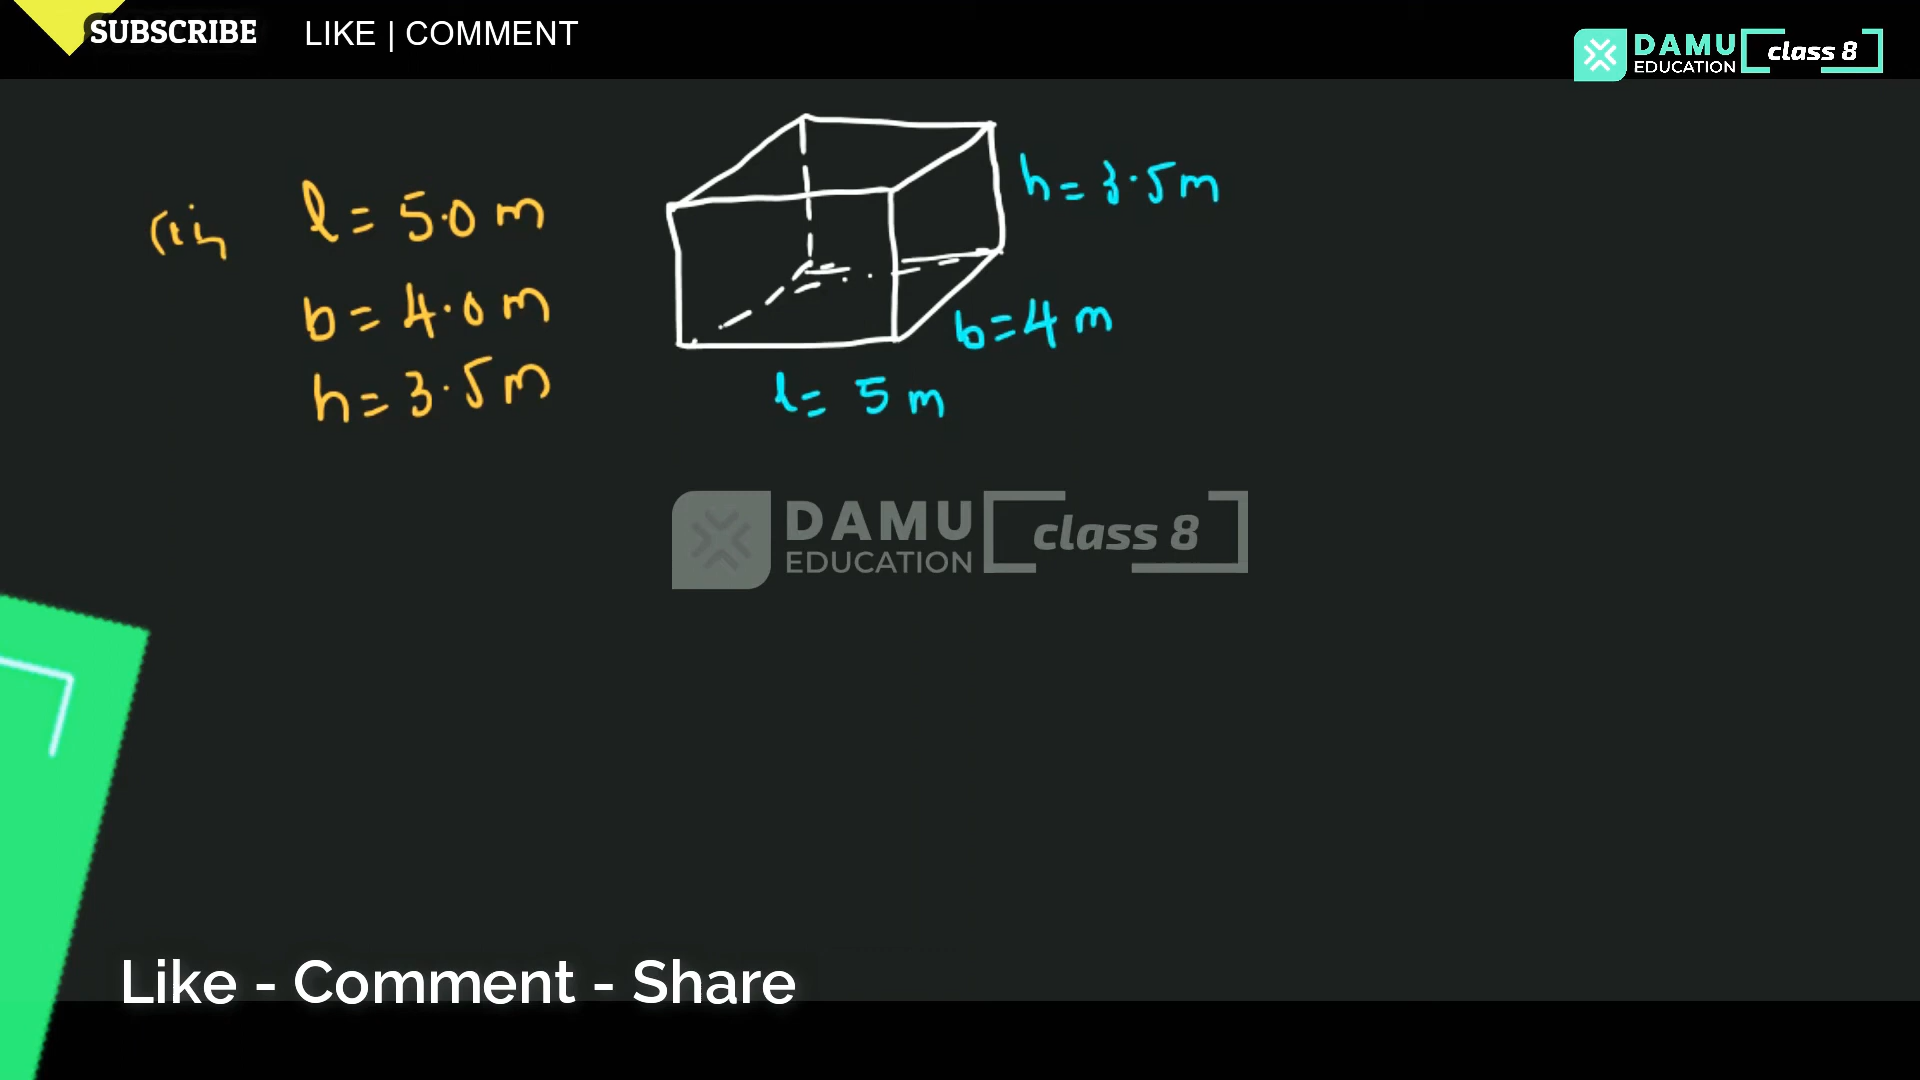 SUBSCRIBE LIKE | COMMENT
DAMU
EDUCATION
class 8
l = 5.0 m
b = 4.0 m
h = 3.5 m
h = 3.5 m
b = 4 m
l = 5 m
DAMU
EDUCATION
class 8
Like - Comment - Share